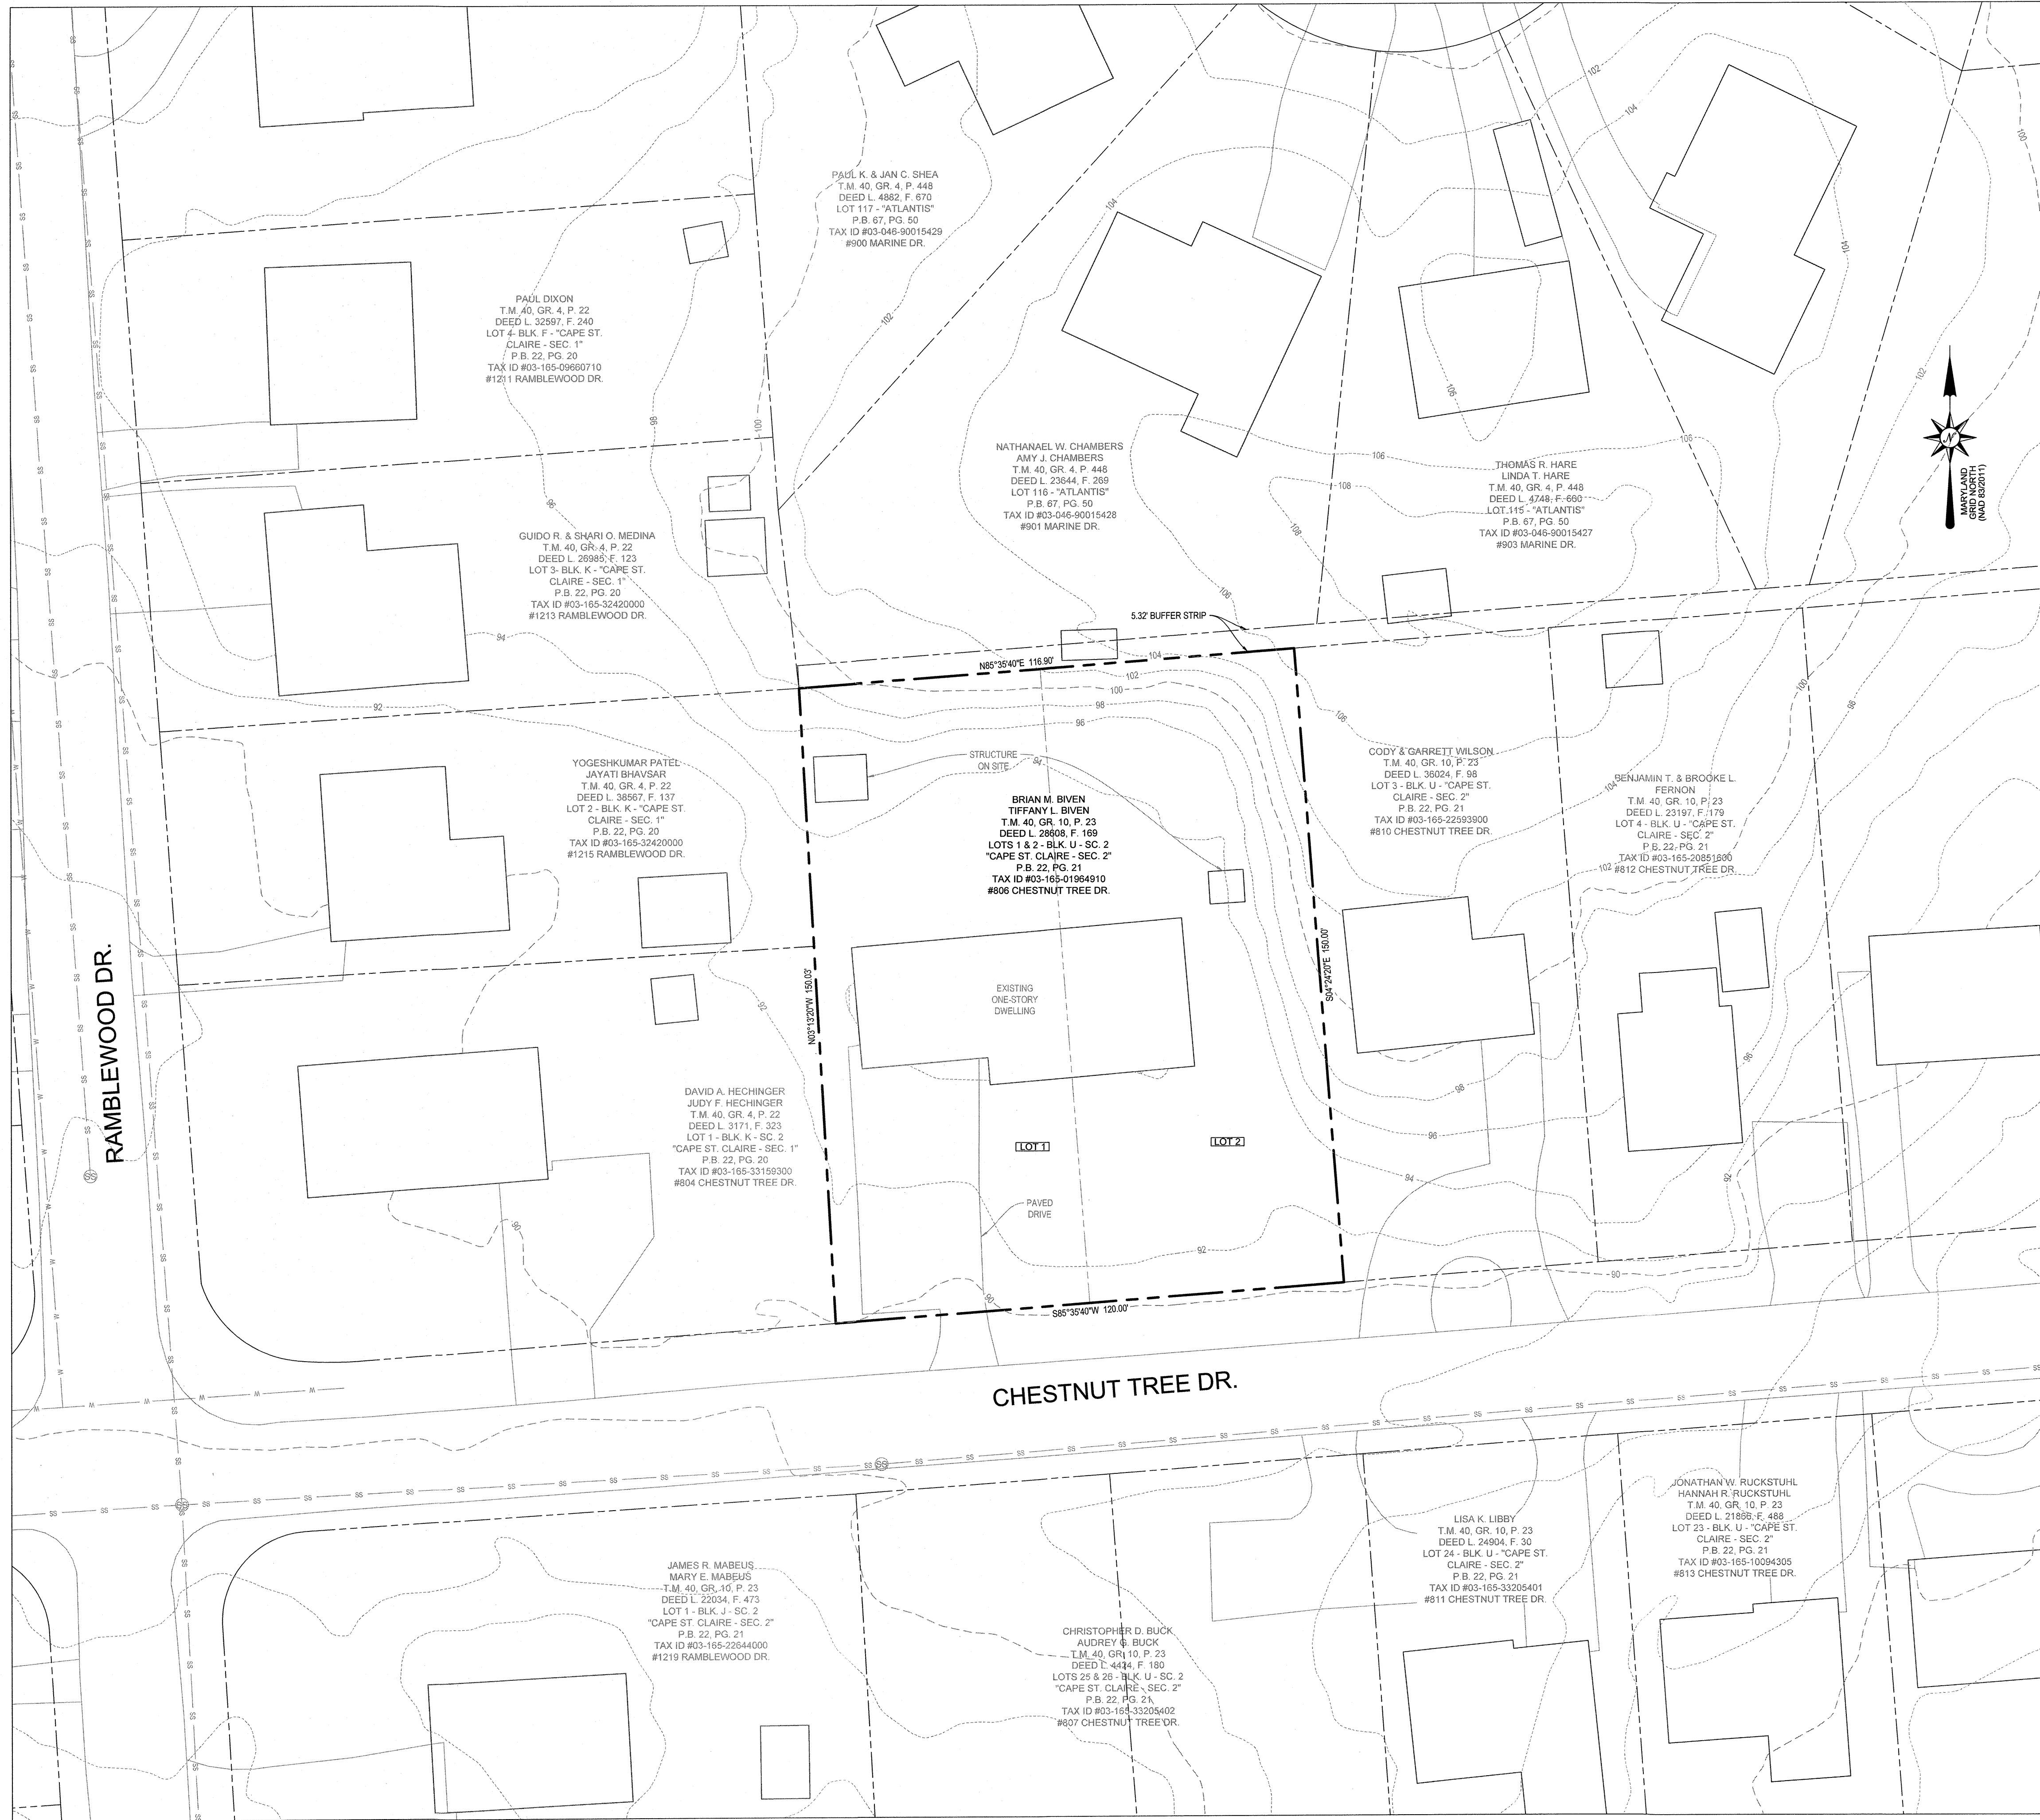 PAUL K. & JAN C. SHEA
T.M. 40, GR. 4, P. 448
DEED L. 4882, F. 670
LOT 117 - "ATLANTIS"
P.B. 67, PG. 50
TAX ID #03-046-90015429
#900 MARINE DR.
PAUL DIXON
T.M. 40, GR. 4, P. 22
DEED L. 32597, F. 240
LOT 4- BLK. F - "CAPE ST.
CLAIRE - SEC. 1"
P.B. 22, PG. 20
TAX ID #03-165-09660710
#1211 RAMBLEWOOD DR.
NATHANAEL W. CHAMBERS
AMY J. CHAMBERS
T.M. 40, GR. 4, P. 448
DEED L. 23644, F. 269
LOT 116 - "ATLANTIS"
P.B. 67, PG. 50
TAX ID #03-046-90015428
#901 MARINE DR.
THOMAS R. HARE
LINDA T. HARE
T.M. 40, GR. 4, P. 448
DEED L. 4748, F. 660
LOT 115 - "ATLANTIS"
P.B. 67, PG. 50
TAX ID #03-046-90015427
#903 MARINE DR.
MARYLAND
GRID NORTH
(NAD 83/2011)
N
GUIDO R. & SHARI O. MEDINA
T.M. 40, GR. 4, P. 22
DEED L. 26985, F. 123
LOT 3- BLK. K - "CAPE ST.
CLAIRE - SEC. 1"
P.B. 22, PG. 20
TAX ID #03-165-32420000
#1213 RAMBLEWOOD DR.
5.32' BUFFER STRIP
N85°35'40"E 116.90'
YOGESHKUMAR PATEL
JAYATI BHAVSAR
T.M. 40, GR. 4, P. 22
DEED L. 38567, F. 137
LOT 2 - BLK. K - "CAPE ST.
CLAIRE - SEC. 1"
P.B. 22, PG. 20
TAX ID #03-165-32420000
#1215 RAMBLEWOOD DR.
STRUCTURE
ON SITE
BRIAN M. BIVEN
TIFFANY L. BIVEN
T.M. 40, GR. 10, P. 23
DEED L. 28608, F. 169
LOTS 1 & 2 - BLK. U - SC. 2
"CAPE ST. CLAIRE - SEC. 2"
P.B. 22, PG. 21
TAX ID #03-165-01964910
#806 CHESTNUT TREE DR.
CODY & GARRETT WILSON
T.M. 40, GR. 10, P. 23
DEED L. 36024, F. 98
LOT 3 - BLK. U - "CAPE ST.
CLAIRE - SEC. 2"
P.B. 22, PG. 21
TAX ID #03-165-22593900
#810 CHESTNUT TREE DR.
BENJAMIN T. & BROOKE L.
FERNON
T.M. 40, GR. 10, P. 23
DEED L. 23197, F. 179
LOT 4 - BLK. U - "CAPE ST.
CLAIRE - SEC. 2"
P.B. 22, PG. 21
TAX ID #03-165-20851600
#812 CHESTNUT TREE DR.
RAMBLEWOOD DR.
N03°13'20"W 150.03'
EXISTING
ONE-STORY
DWELLING
S04°24'20"E 150.00'
DAVID A. HECHINGER
JUDY F. HECHINGER
T.M. 40, GR. 4, P. 22
DEED L. 3171, F. 323
LOT 1 - BLK. K - SC. 2
"CAPE ST. CLAIRE - SEC. 1"
P.B. 22, PG. 20
TAX ID #03-165-33159300
#804 CHESTNUT TREE DR.
LOT 1
LOT 2
PAVED
DRIVE
S85°35'40"W 120.00'
CHESTNUT TREE DR.
JAMES R. MABEUS
MARY E. MABEUS
T.M. 40, GR. 10, P. 23
DEED L. 22034, F. 473
LOT 1 - BLK. J - SC. 2
"CAPE ST. CLAIRE - SEC. 2"
P.B. 22, PG. 21
TAX ID #03-165-22644000
#1219 RAMBLEWOOD DR.
CHRISTOPHER D. BUCK
AUDREY G. BUCK
T.M. 40, GR. 10, P. 23
DEED L. 4424, F. 180
LOTS 25 & 26 - BLK. U - SC. 2
"CAPE ST. CLAIRE - SEC. 2"
P.B. 22, PG. 21
TAX ID #03-165-33205402
#807 CHESTNUT TREE DR.
LISA K. LIBBY
T.M. 40, GR. 10, P. 23
DEED L. 24904, F. 30
LOT 24 - BLK. U - "CAPE ST.
CLAIRE - SEC. 2"
P.B. 22, PG. 21
TAX ID #03-165-33205401
#811 CHESTNUT TREE DR.
JONATHAN W. RUCKSTUHL
HANNAH R. RUCKSTUHL
T.M. 40, GR. 10, P. 23
DEED L. 21866, F. 488
LOT 23 - BLK. U - "CAPE ST.
CLAIRE - SEC. 2"
P.B. 22, PG. 21
TAX ID #03-165-10094305
#813 CHESTNUT TREE DR.